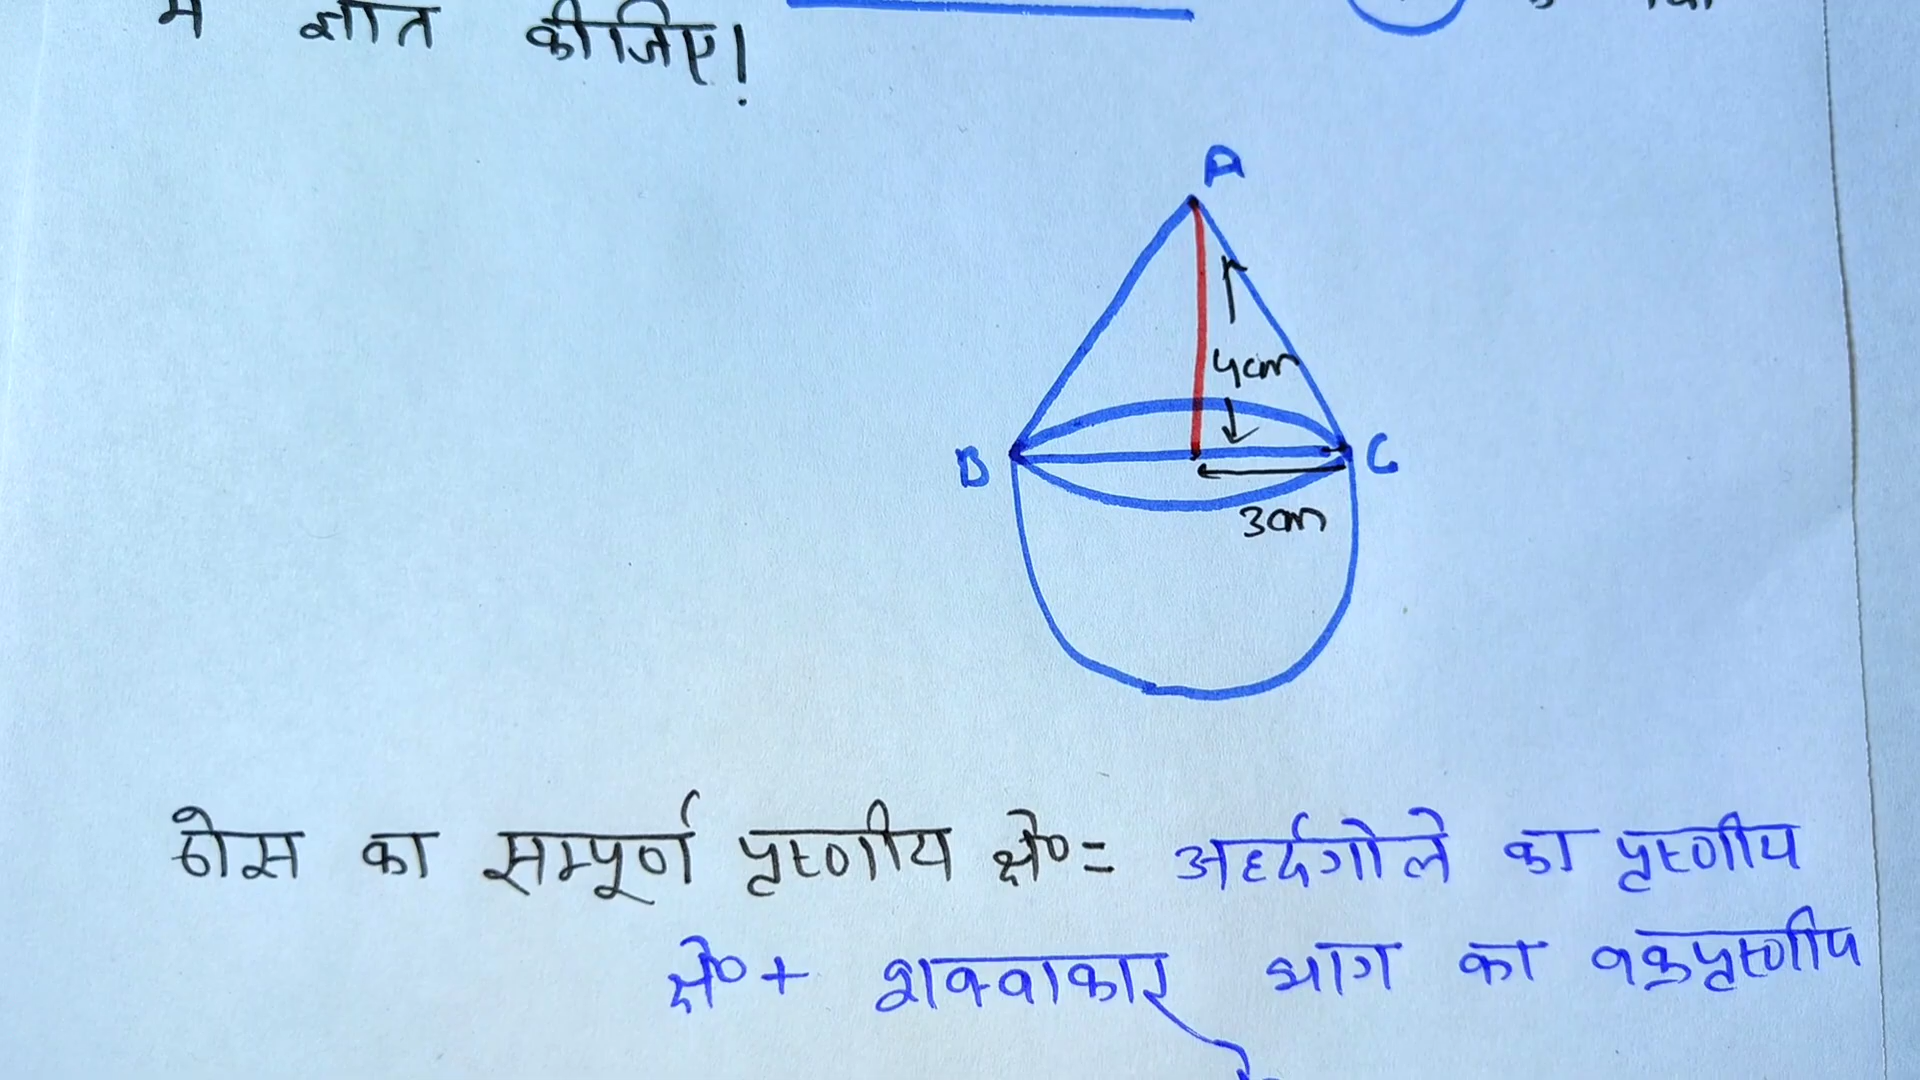 में ज्ञात कीजिए।
A
4cm
B
C
3cm
ठोस का सम्पूर्ण पृष्ठीय क्षे० = अर्द्धगोले का पृष्ठीय
क्षे० + शंक्वाकार भाग का वक्रपृष्ठीय